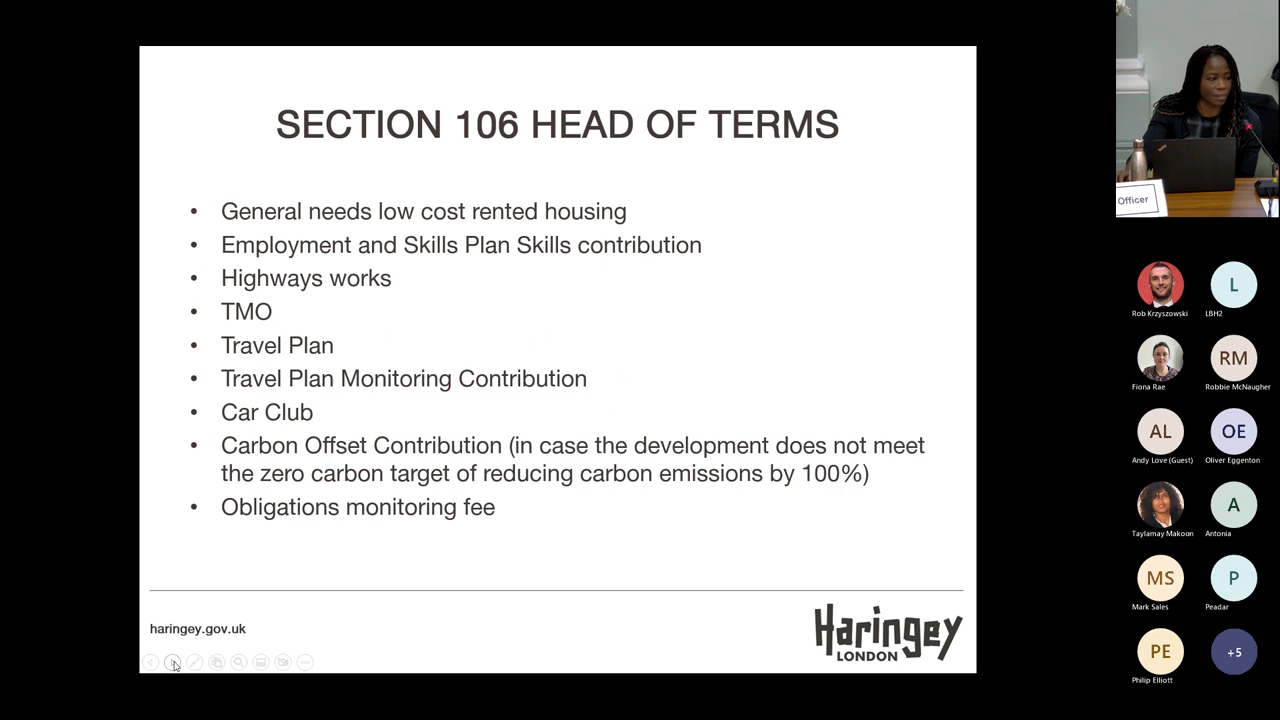 SECTION 106 HEAD OF TERMS
• General needs low cost rented housing
• Employment and Skills Plan Skills contribution
• Highways works
• TMO
• Travel Plan
• Travel Plan Monitoring Contribution
• Car Club
• Carbon Offset Contribution (in case the development does not meet
the zero carbon target of reducing carbon emissions by 100%)
• Obligations monitoring fee
haringey.gov.uk
Haringey
LONDON
Officer
Rob Krzyszowski
L
LBH2
Fiona Rae
RM
Robbie McNaugher
AL
Andy Love (Guest)
OE
Oliver Eggenton
Taylamay Makoon
A
Antonia
MS
Mark Sales
P
Peadar
PE
Philip Elliott
+5